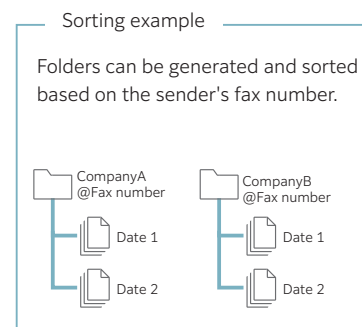 Sorting example
Folders can be generated and sorted
based on the sender's fax number.
CompanyA
@Fax number
Date 1
Date 2
CompanyB
@Fax number
Date 1
Date 2